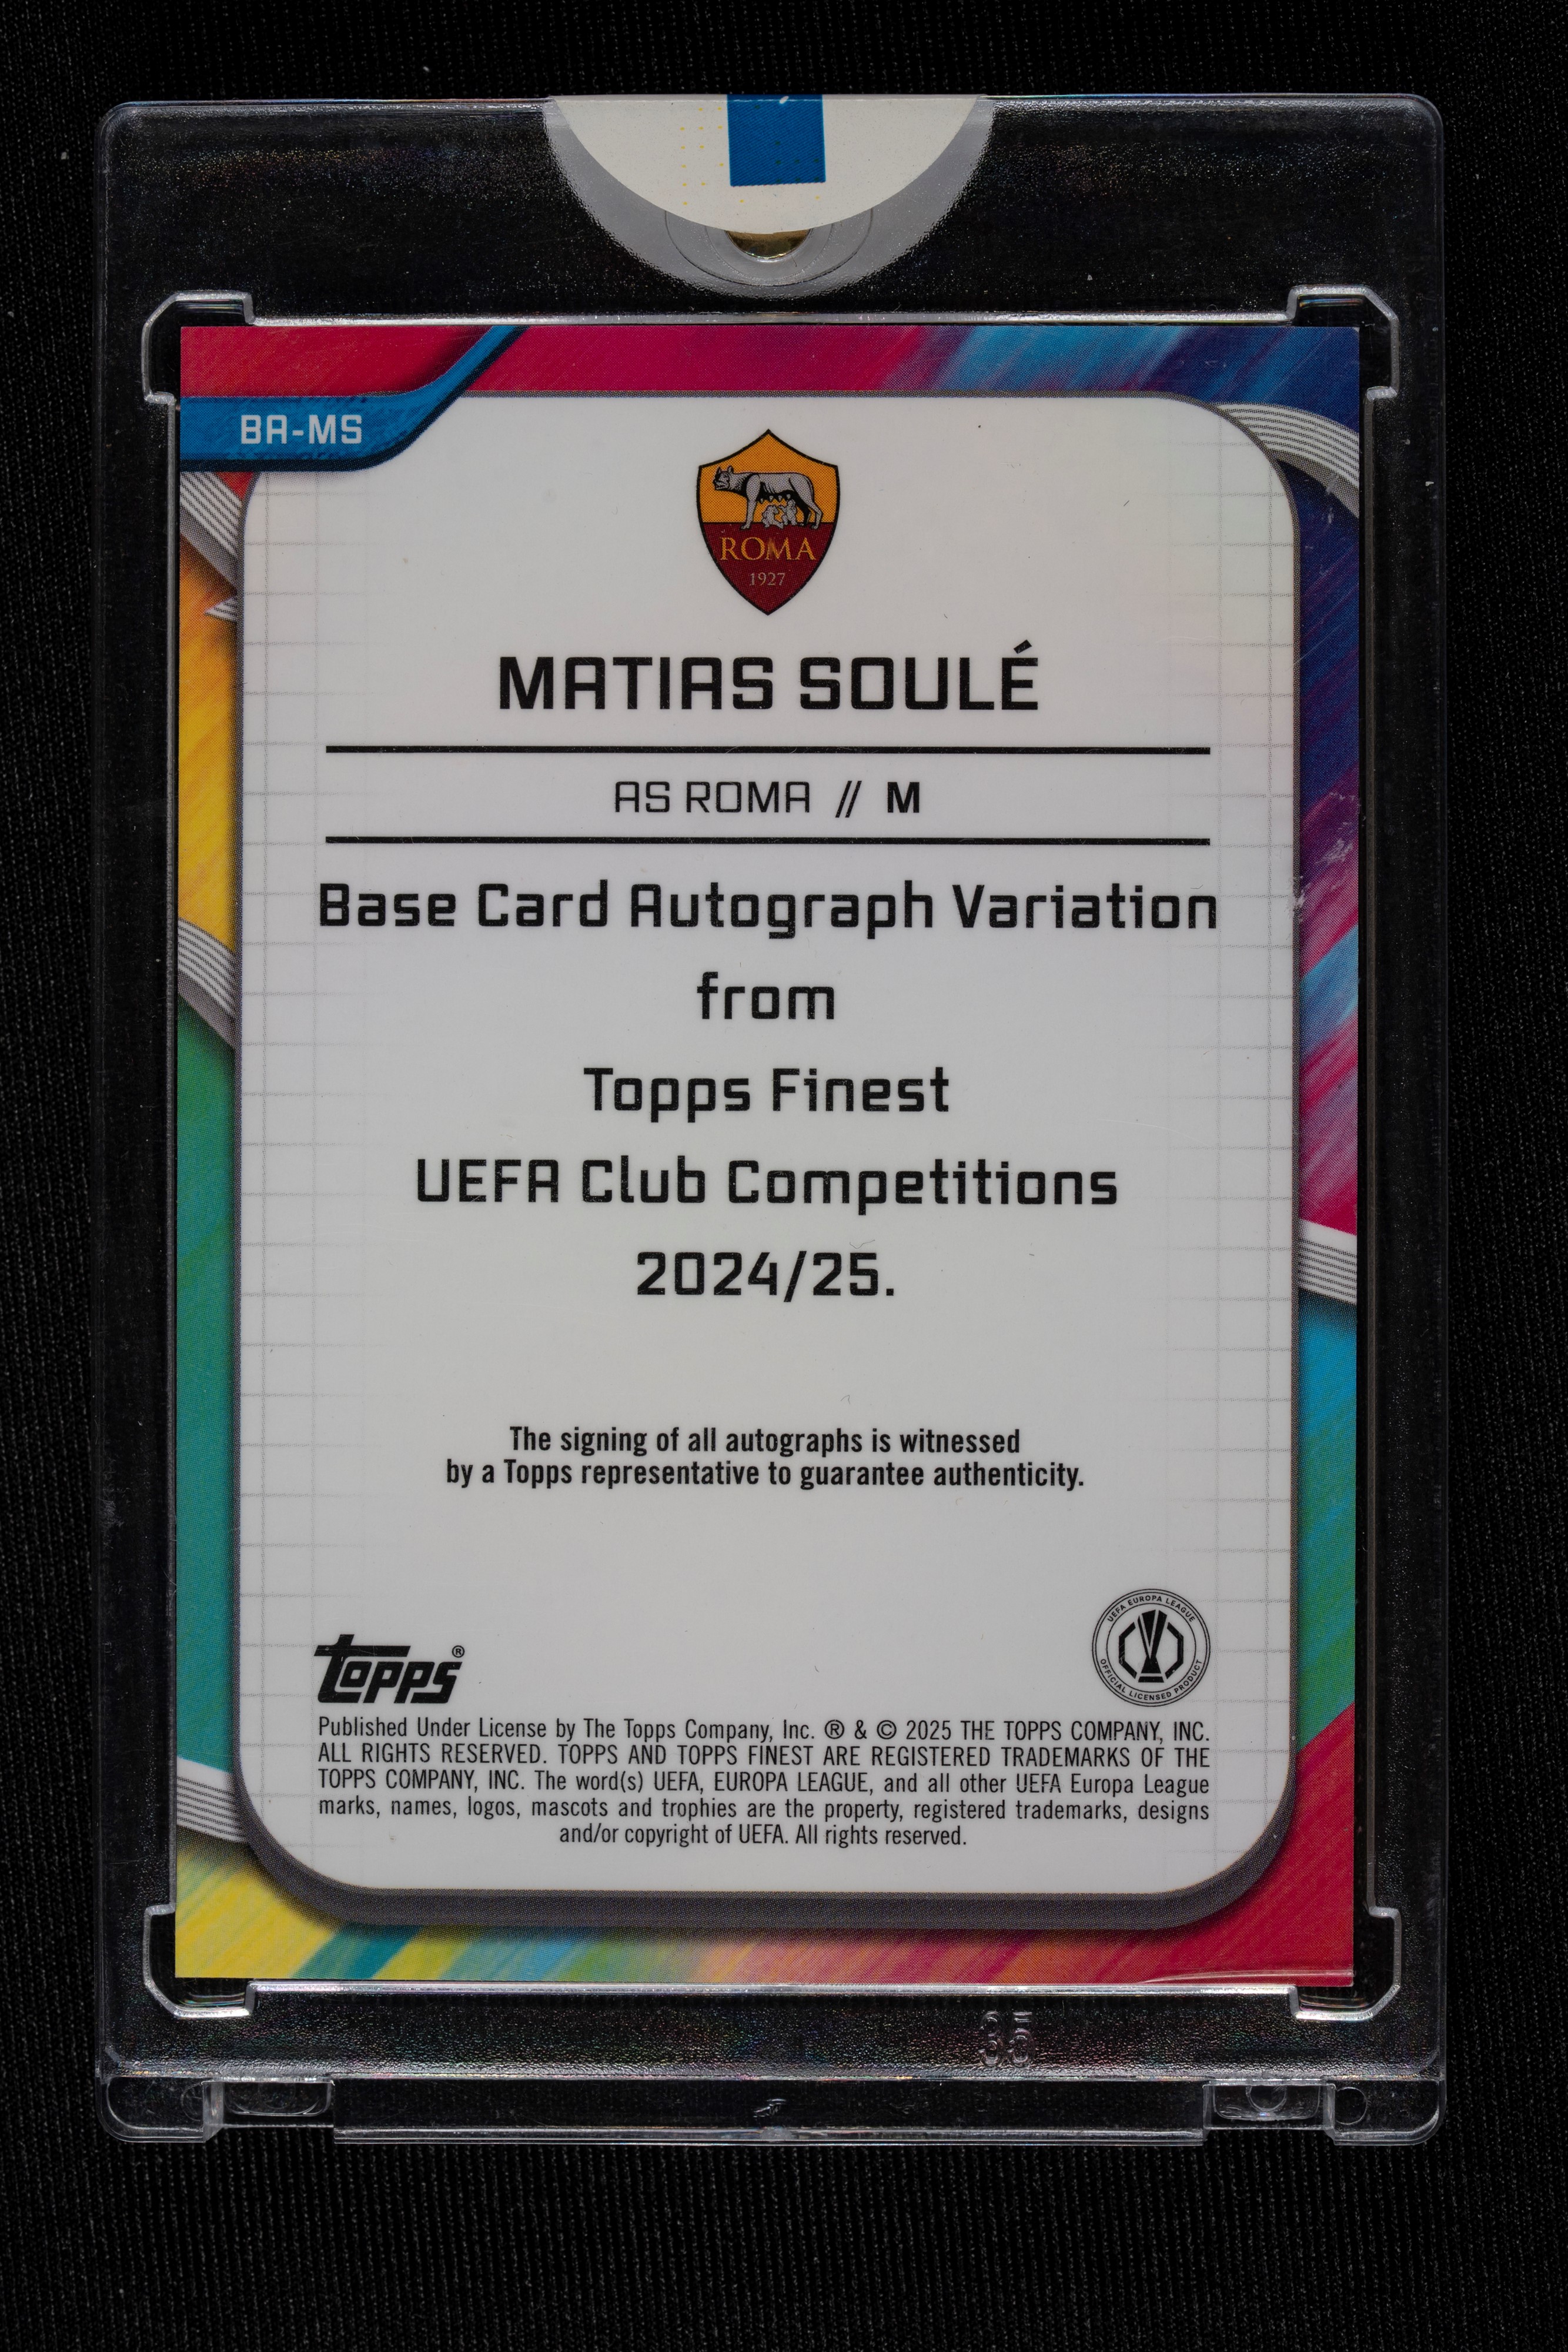 BA-MS
ROMA
1927
MATIAS SOULÉ
AS ROMA // M
Base Card Autograph Variation
from
Topps Finest
UEFA Club Competitions
2024/25.
The signing of all autographs is witnessed
by a Topps representative to guarantee authenticity.
UEFA EUROPA LEAGUE
OFFICIAL LICENSED PRODUCT
topps®
Published Under License by The Topps Company, Inc. ® & © 2025 THE TOPPS COMPANY, INC.
ALL RIGHTS RESERVED. TOPPS AND TOPPS FINEST ARE REGISTERED TRADEMARKS OF THE
TOPPS COMPANY, INC. The word(s) UEFA, EUROPA LEAGUE, and all other UEFA Europa League
marks, names, logos, mascots and trophies are the property, registered trademarks, designs
and/or copyright of UEFA. All rights reserved.
35